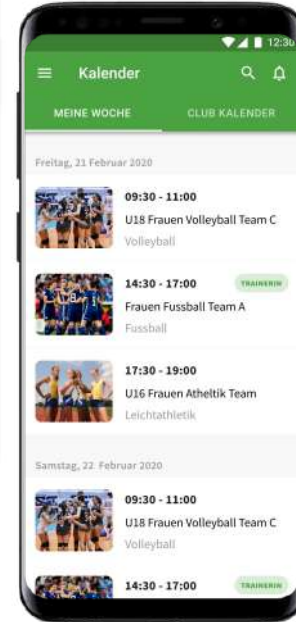 12:30
Kalender
MEINE WOCHE CLUB KALENDER
Freitag, 21 Februar 2020
09:30 - 11:00
U18 Frauen Volleyball Team C
Volleyball
14:30 - 17:00 TRAINERIN
Frauen Fussball Team A
Fussball
17:30 - 19:00
U16 Frauen Atheltik Team
Leichtathletik
Samstag, 22 Februar 2020
09:30 - 11:00
U18 Frauen Volleyball Team C
Volleyball
14:30 - 17:00 TRAINERIN